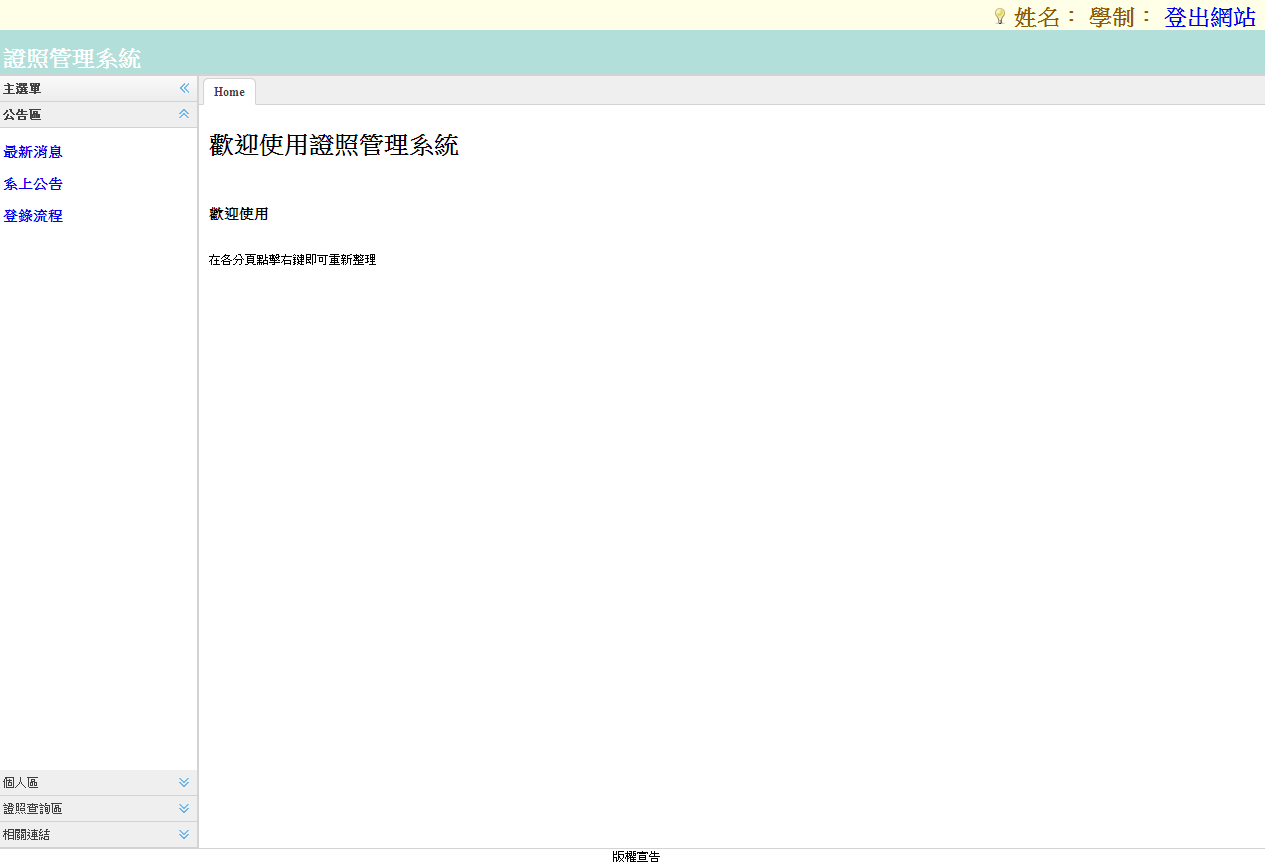 姓名： 學制： 登出網站
證照管理系統
主選單
Home
公告區
最新消息
系上公告
登錄流程
歡迎使用證照管理系統
歡迎使用
在各分頁點擊右鍵即可重新整理
個人區
證照查詢區
相關連結
版權宣告